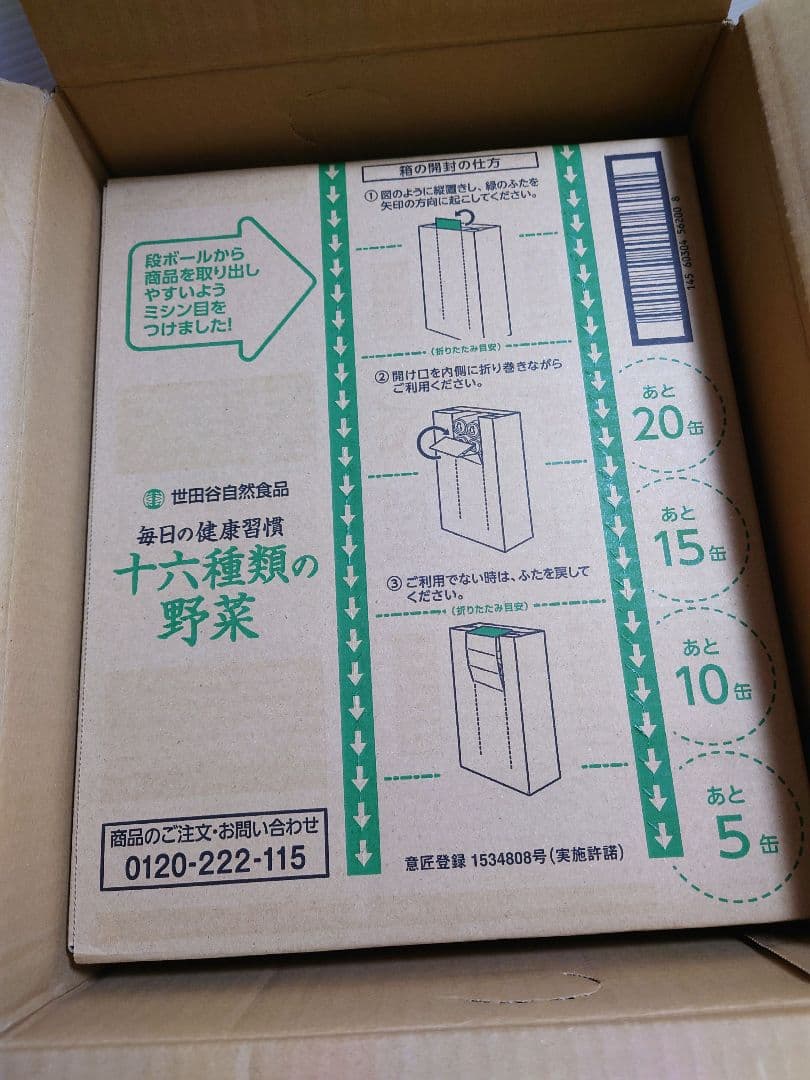 段ボールから
商品を取り出し
やすいよう
ミシン目を
つけました!
世田谷自然食品
毎日の健康習慣
十六種類の
野菜
商品のご注文・お問い合わせ
0120-222-115
箱の開封の仕方
①図のように縦置きし、緑のふたを
矢印の方向に起こしてください。
(折りたたみ目安)
②開け口を内側に折り巻きながら
ご利用ください。
③ご利用でない時は、ふたを戻して
ください。
(折りたたみ目安)
意匠登録 1534808号(実施許諾)
145 60304 56200 8
あと
20缶
あと
15缶
あと
10缶
あと
5缶